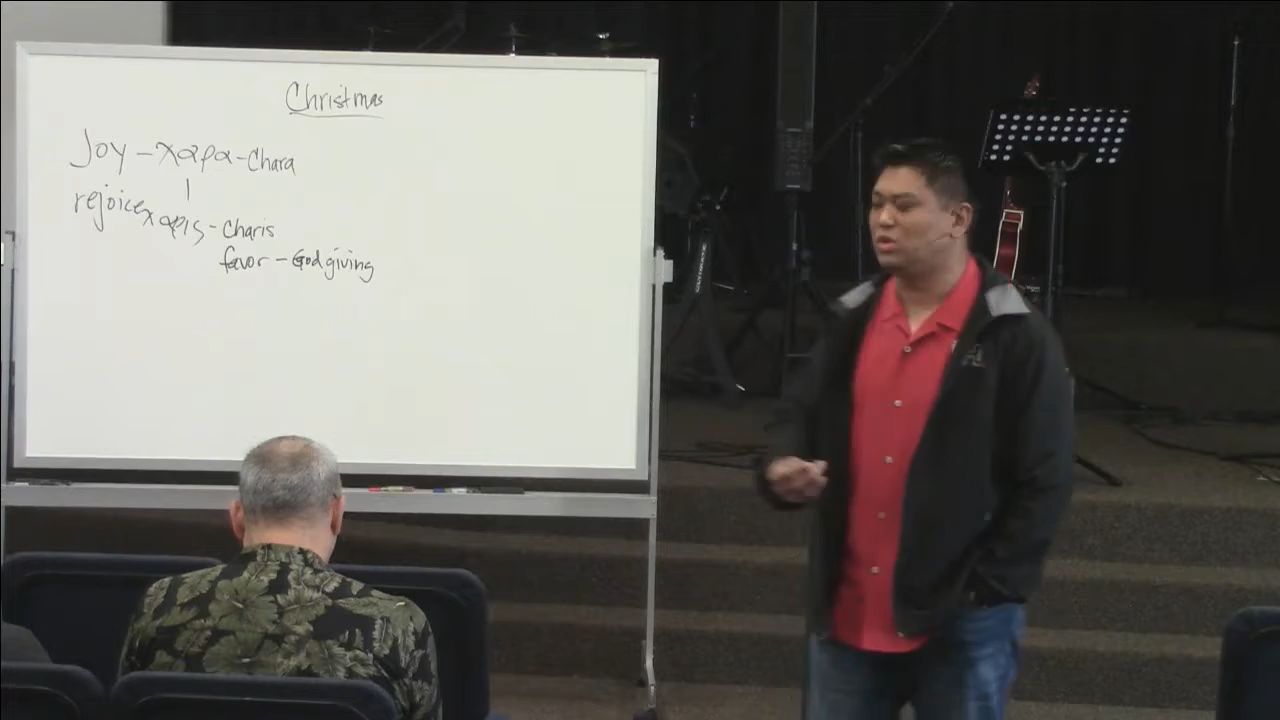 Christmas
Joy - χαρα - Chara
rejoice χαρις - Charis
favor - God giving